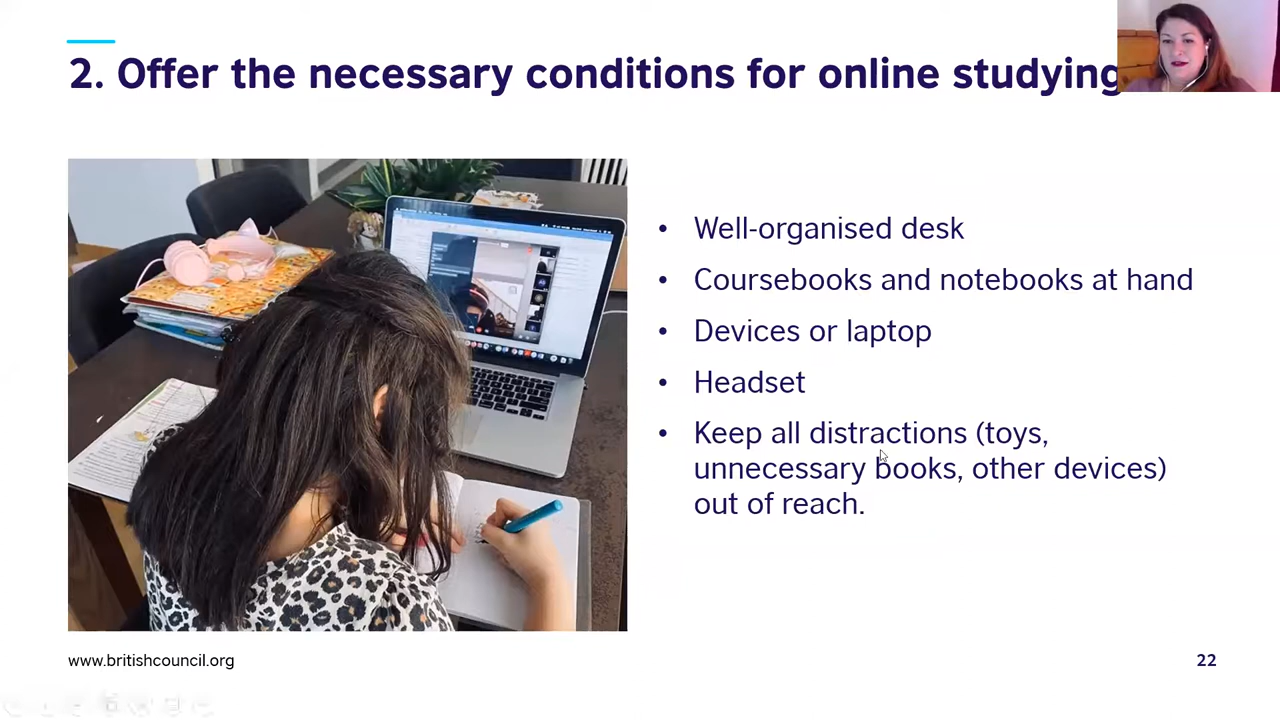 2. Offer the necessary conditions for online studying
• Well-organised desk
• Coursebooks and notebooks at hand
• Devices or laptop
• Headset
• Keep all distractions (toys,
unnecessary books, other devices)
out of reach.
www.britishcouncil.org
22